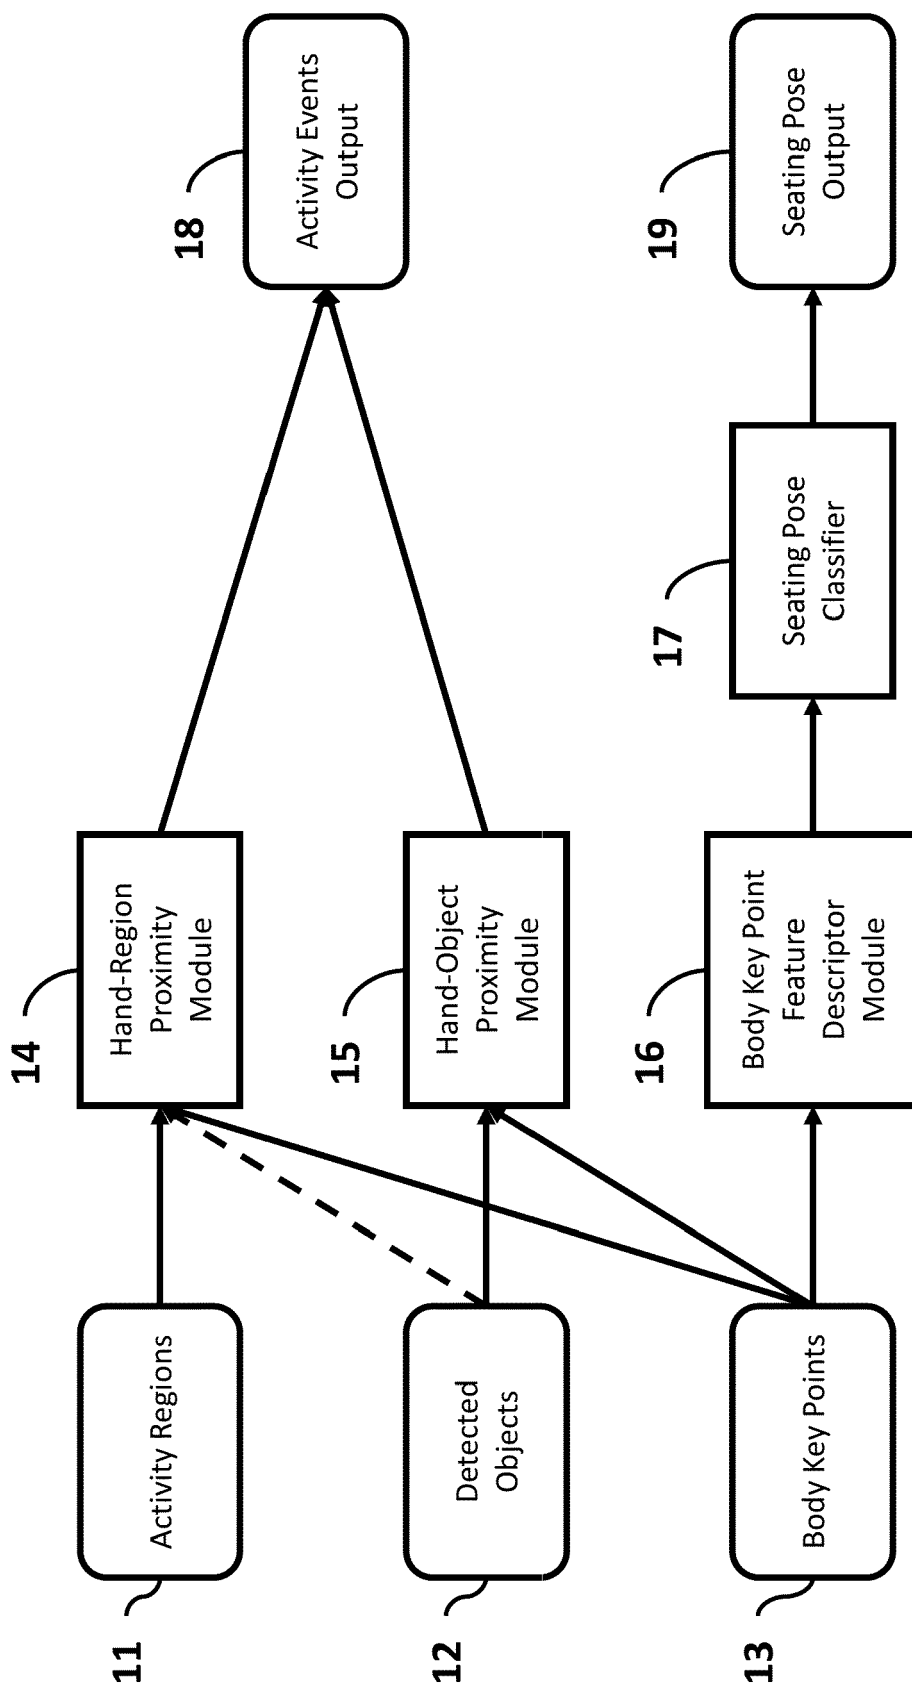 11
Activity Regions
12
Detected
Objects
13
Body Key Points
14
Hand-Region
Proximity
Module
15
Hand-Object
Proximity
Module
16
Body Key Point
Feature
Descriptor
Module
17
Seating Pose
Classifier
18
Activity Events
Output
19
Seating Pose
Output